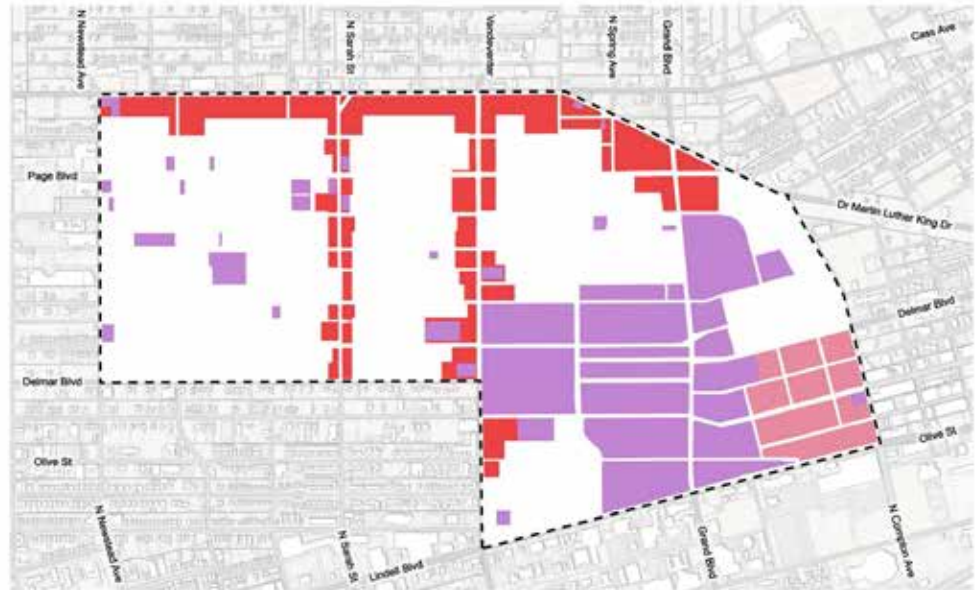 N Newstead Ave
N Sarah St
Vandeventer
N Spring Ave
Grand Blvd
Cass Ave
Page Blvd
Dr Martin Luther King Dr
Delmar Blvd
Delmar Blvd
Olive St
Olive St
N Newstead Ave
N Sarah St
Lindell Blvd
Grand Blvd
N Compton Ave